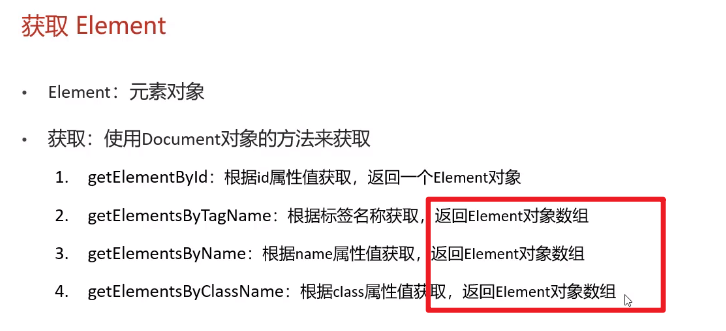 获取 Element
• Element：元素对象
• 获取：使用Document对象的方法来获取
1. getElementById：根据id属性值获取，返回一个Element对象
2. getElementsByTagName：根据标签名称获取，返回Element对象数组
3. getElementsByName：根据name属性值获取，返回Element对象数组
4. getElementsByClassName：根据class属性值获取，返回Element对象数组